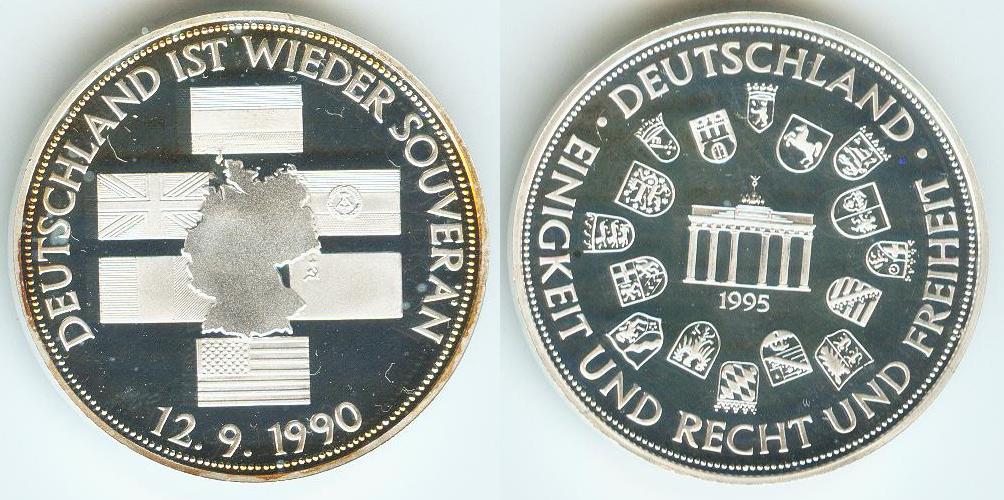 DEUTSCHLAND IST WIEDER SOUVERÄN
12. 9. 1990
· DEUTSCHLAND ·
EINIGKEIT UND RECHT UND FREIHEIT
1995